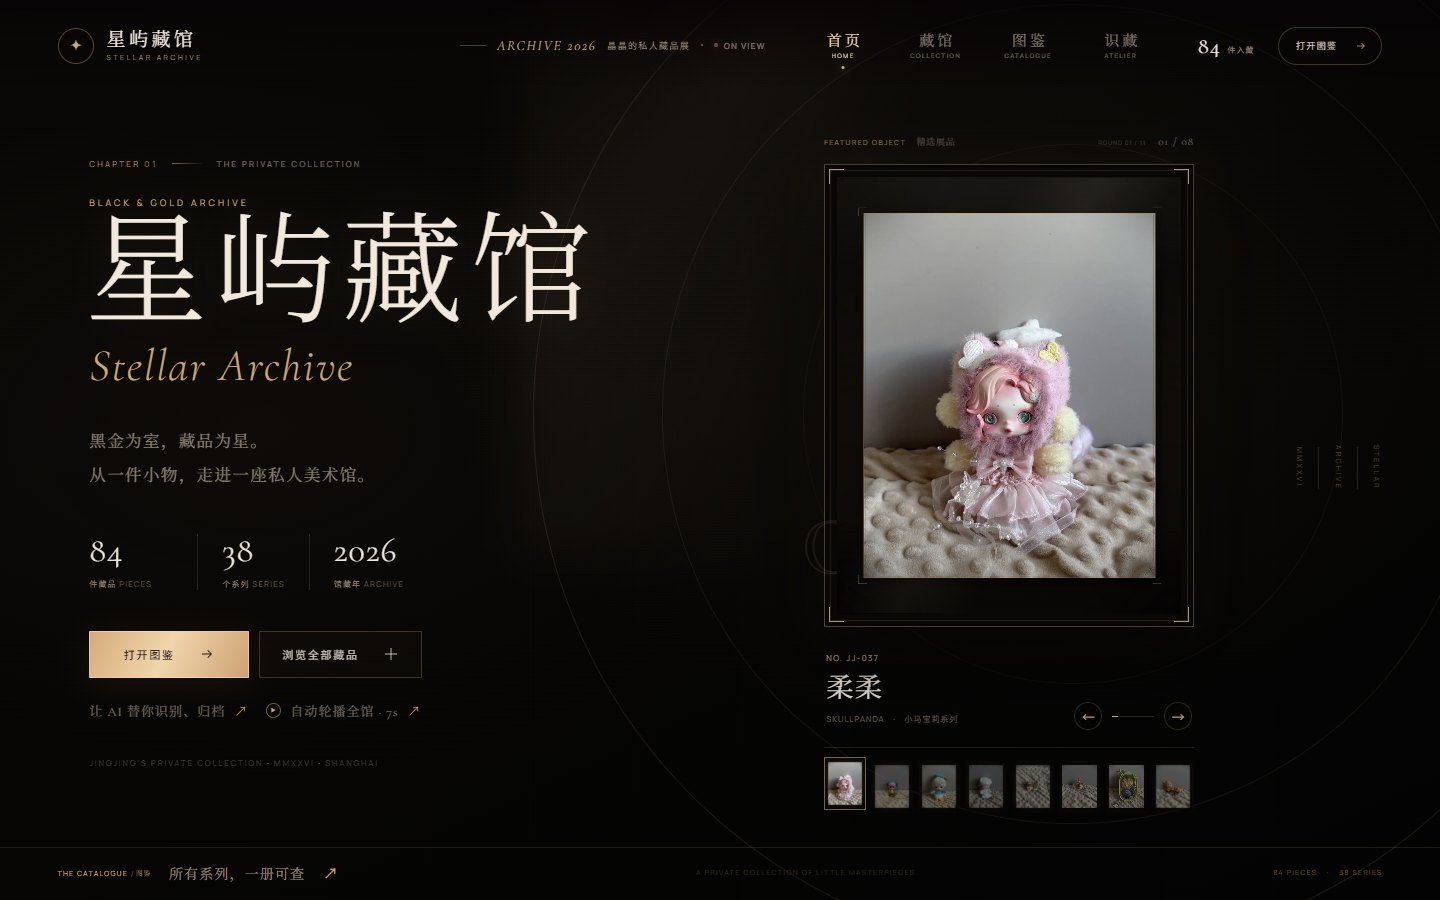 星屿藏馆
STELLAR ARCHIVE
ARCHIVE 2026 晶晶的私人藏品展 · ON VIEW
首页
HOME
藏馆
COLLECTION
图鉴
CATALOGUE
识藏
ATELIER
84 件入藏
打开图鉴 →
CHAPTER 01 THE PRIVATE COLLECTION
BLACK & GOLD ARCHIVE
星屿藏馆
Stellar Archive
黑金为室，藏品为星。
从一件小物，走进一座私人美术馆。
84
件藏品 PIECES
38
个系列 SERIES
2026
馆藏年 ARCHIVE
打开图鉴 →
浏览全部藏品 +
让 AI 替你识别、归档 ↗
自动轮播全馆 · 7s ↗
JINGJING'S PRIVATE COLLECTION · MMXXVI · SHANGHAI
FEATURED OBJECT 精选展品
ROUND 01 / 11 01 / 08
NO. JJ-037
柔柔
SKULLPANDA · 小马宝莉系列
← →
STELLAR
ARCHIVE
MMXXVI
THE CATALOGUE / 图鉴 所有系列，一册可查 ↗
A PRIVATE COLLECTION OF LITTLE MASTERPIECES
84 PIECES · 38 SERIES